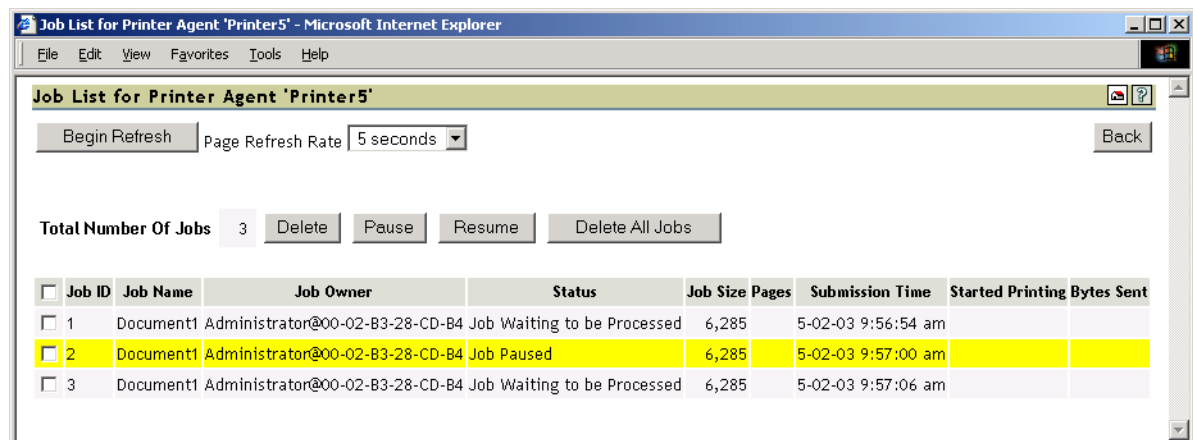 Job List for Printer Agent 'Printer5' - Microsoft Internet Explorer
File Edit View Favorites Tools Help
Job List for Printer Agent 'Printer5'
?
Begin Refresh Page Refresh Rate 5 seconds Back
Total Number Of Jobs 3 Delete Pause Resume Delete All Jobs
Job ID Job Name Job Owner Status Job Size Pages Submission Time Started Printing Bytes Sent
1 Document1 Administrator@00-02-B3-28-CD-B4 Job Waiting to be Processed 6,285 5-02-03 9:56:54 am
2 Document1 Administrator@00-02-B3-28-CD-B4 Job Paused 6,285 5-02-03 9:57:00 am
3 Document1 Administrator@00-02-B3-28-CD-B4 Job Waiting to be Processed 6,285 5-02-03 9:57:06 am